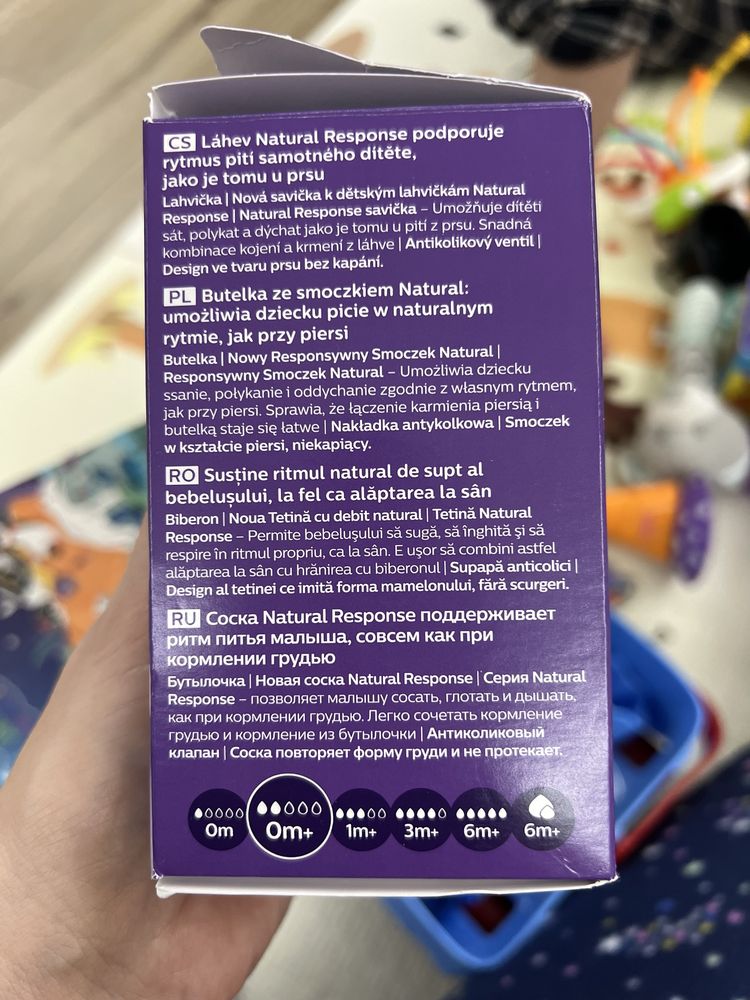 CS Láhev Natural Response podporuje
rytmus pití samotného dítěte,
jako je tomu u prsu
Lahvička | Nová savička k dětským lahvičkám Natural
Response | Natural Response savička – Umožňuje dítěti
sát, polykat a dýchat jako je tomu u pití z prsu. Snadná
kombinace kojení a krmení z láhve | Antikolikový ventil |
Design ve tvaru prsu bez kapání.
PL Butelka ze smoczkiem Natural:
umożliwia dziecku picie w naturalnym
rytmie, jak przy piersi
Butelka | Nowy Responsywny Smoczek Natural |
Responsywny Smoczek Natural – Umożliwia dziecku
ssanie, połykanie i oddychanie zgodnie z własnym rytmem,
jak przy piersi. Sprawia, że łączenie karmienia piersią i
butelką staje się łatwe | Nakładka antykolkowa | Smoczek
w kształcie piersi, niekapiący.
RO Susține ritmul natural de supt al
bebelușului, la fel ca alăptarea la sân
Biberon | Noua Tetină cu debit natural | Tetină Natural
Response – Permite bebelușului să sugă, să înghită şi să
respire în ritmul propriu, ca la sân. E uşor să combini astfel
alăptarea la sân cu hrănirea cu biberonul | Supapă anticolici |
Design al tetinei ce imită forma mamelonului, fără scurgeri.
RU Соска Natural Response поддерживает
ритм питья малыша, совсем как при
кормлении грудью
Бутылочка | Новая соска Natural Response | Серия Natural
Response – позволяет малышу сосать, глотать и дышать,
как при кормлении грудью. Легко сочетать кормление
грудью и кормление из бутылочки | Антиколиковый
клапан | Соска повторяет форму груди и не протекает.
0m 0m+ 1m+ 3m+ 6m+ 6m+